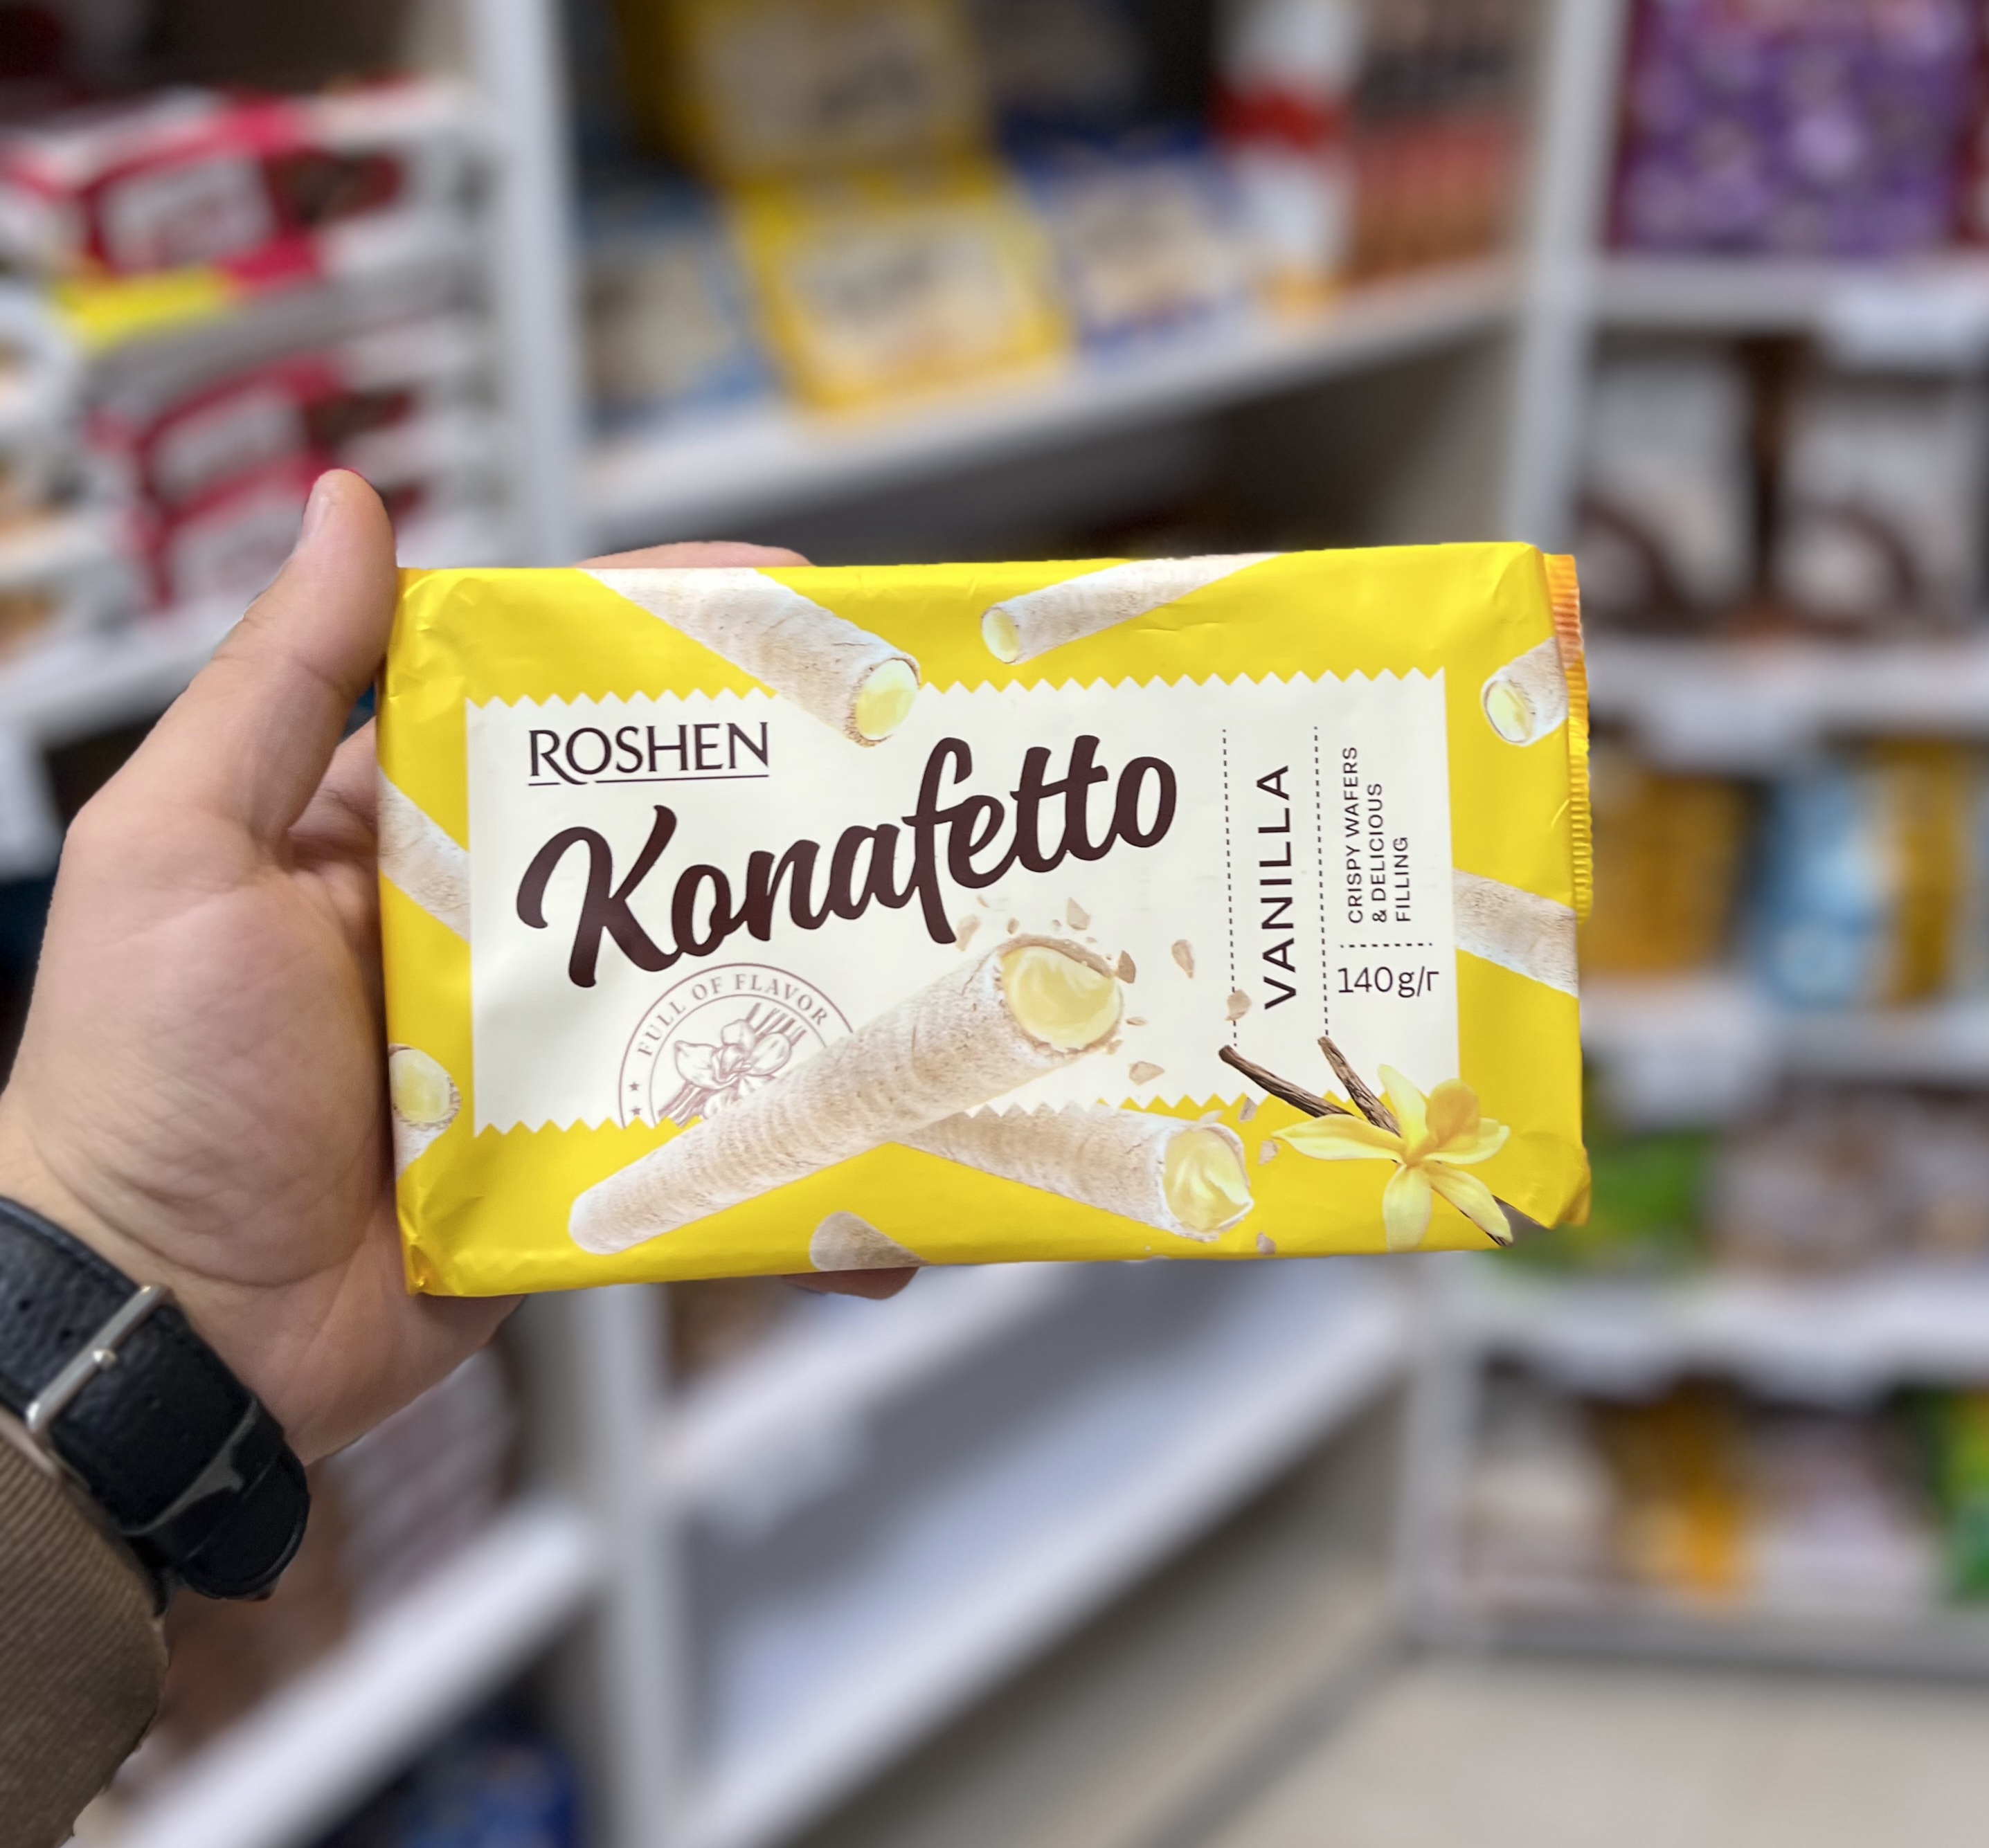 ROSHEN
Konafetto
FULL OF FLAVOR
VANILLA
CRISPY WAFERS
& DELICIOUS
FILLING
140g/г